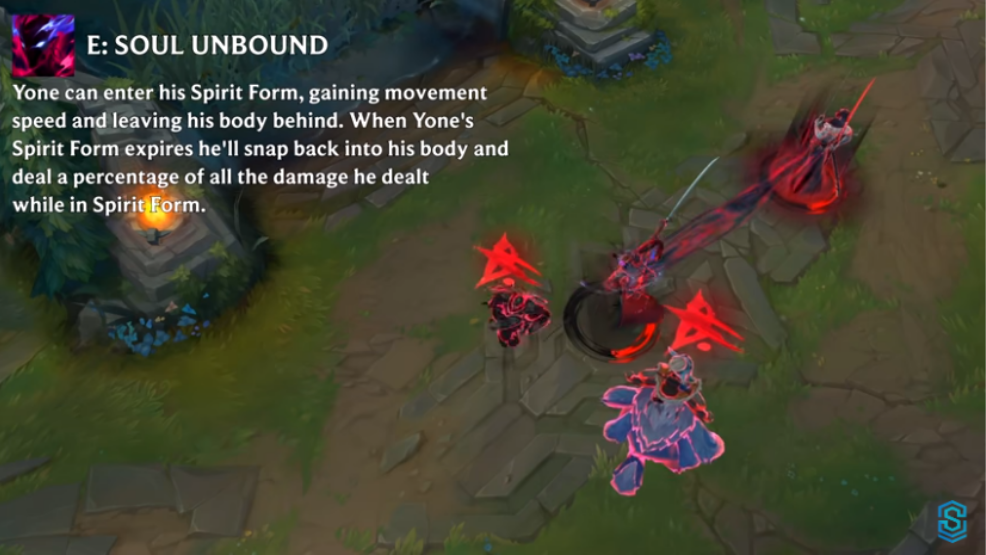 E: SOUL UNBOUND
Yone can enter his Spirit Form, gaining movement
speed and leaving his body behind. When Yone's
Spirit Form expires he'll snap back into his body and
deal a percentage of all the damage he dealt
while in Spirit Form.